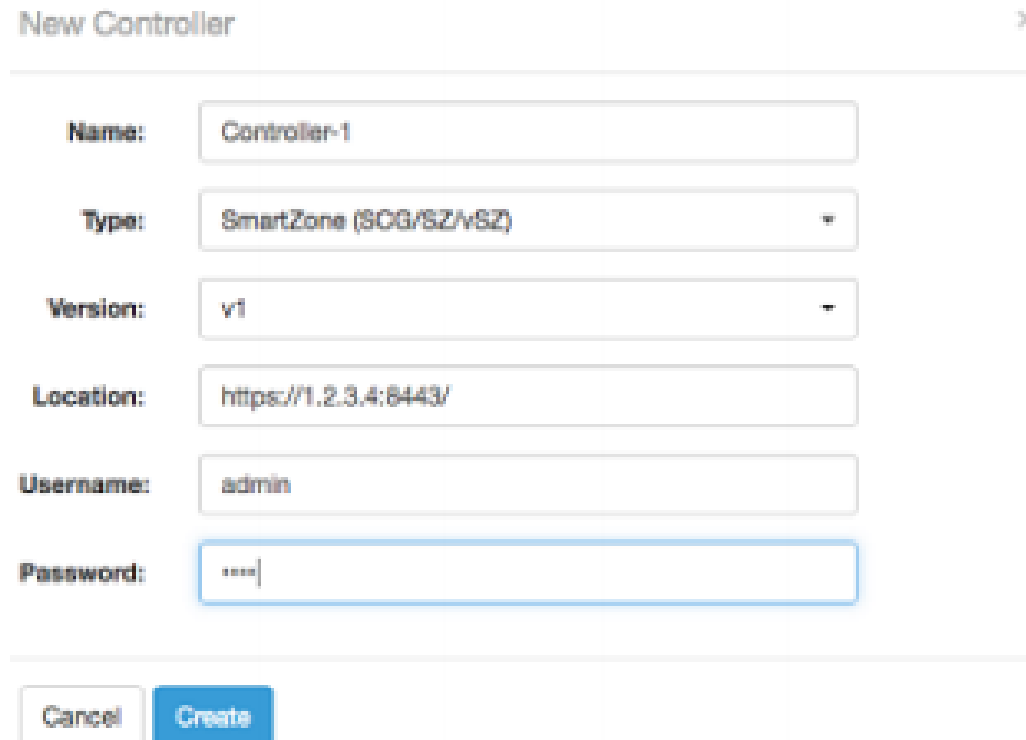 New Controller
Name: Controller-1
Type: SmartZone (SCG/SZ/vSZ)
Version: v1
Location: https://1.2.3.4:8443/
Username: admin
Password: ••••
Cancel Create